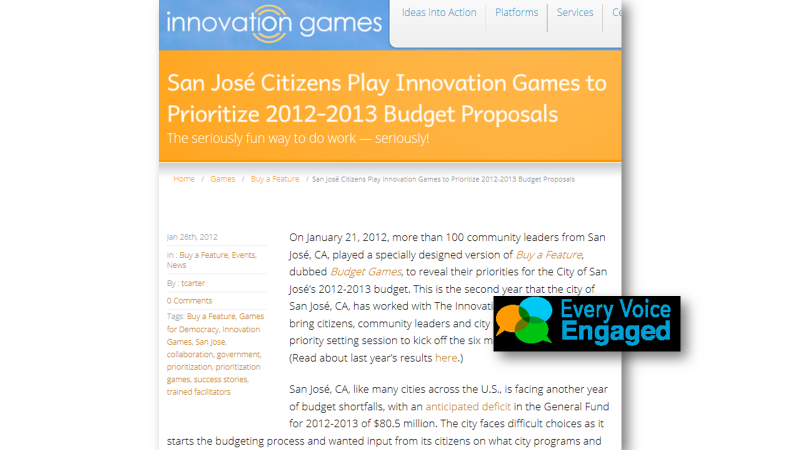 innovation games
Ideas into Action Platforms Services Ce
San José Citizens Play Innovation Games to
Prioritize 2012-2013 Budget Proposals
The seriously fun way to do work — seriously!
Home / Games / Buy a Feature / San José Citizens Play Innovation Games to Prioritize 2012-2013 Budget Proposals
Jan 26th, 2012
In : Buy a Feature, Events,
News
By : tcarter
0 Comments
Tags: Buy a Feature, Games
for Democracy, Innovation
Games, San Jose,
collaboration, government,
prioritization, prioritization
games, success stories,
trained facilitators
On January 21, 2012, more than 100 community leaders from San
José, CA, played a specially designed version of Buy a Feature,
dubbed Budget Games, to reveal their priorities for the City of San
José's 2012-2013 budget. This is the second year that the city of
San José, CA, has worked with The Innovati
bring citizens, community leaders and city
priority setting session to kick off the six m
(Read about last year's results here.)
Every Voice
Engaged
San José, CA, like many cities across the U.S., is facing another year
of budget shortfalls, with an anticipated deficit in the General Fund
for 2012-2013 of $80.5 million. The city faces difficult choices as it
starts the budgeting process and wanted input from its citizens on what city programs and